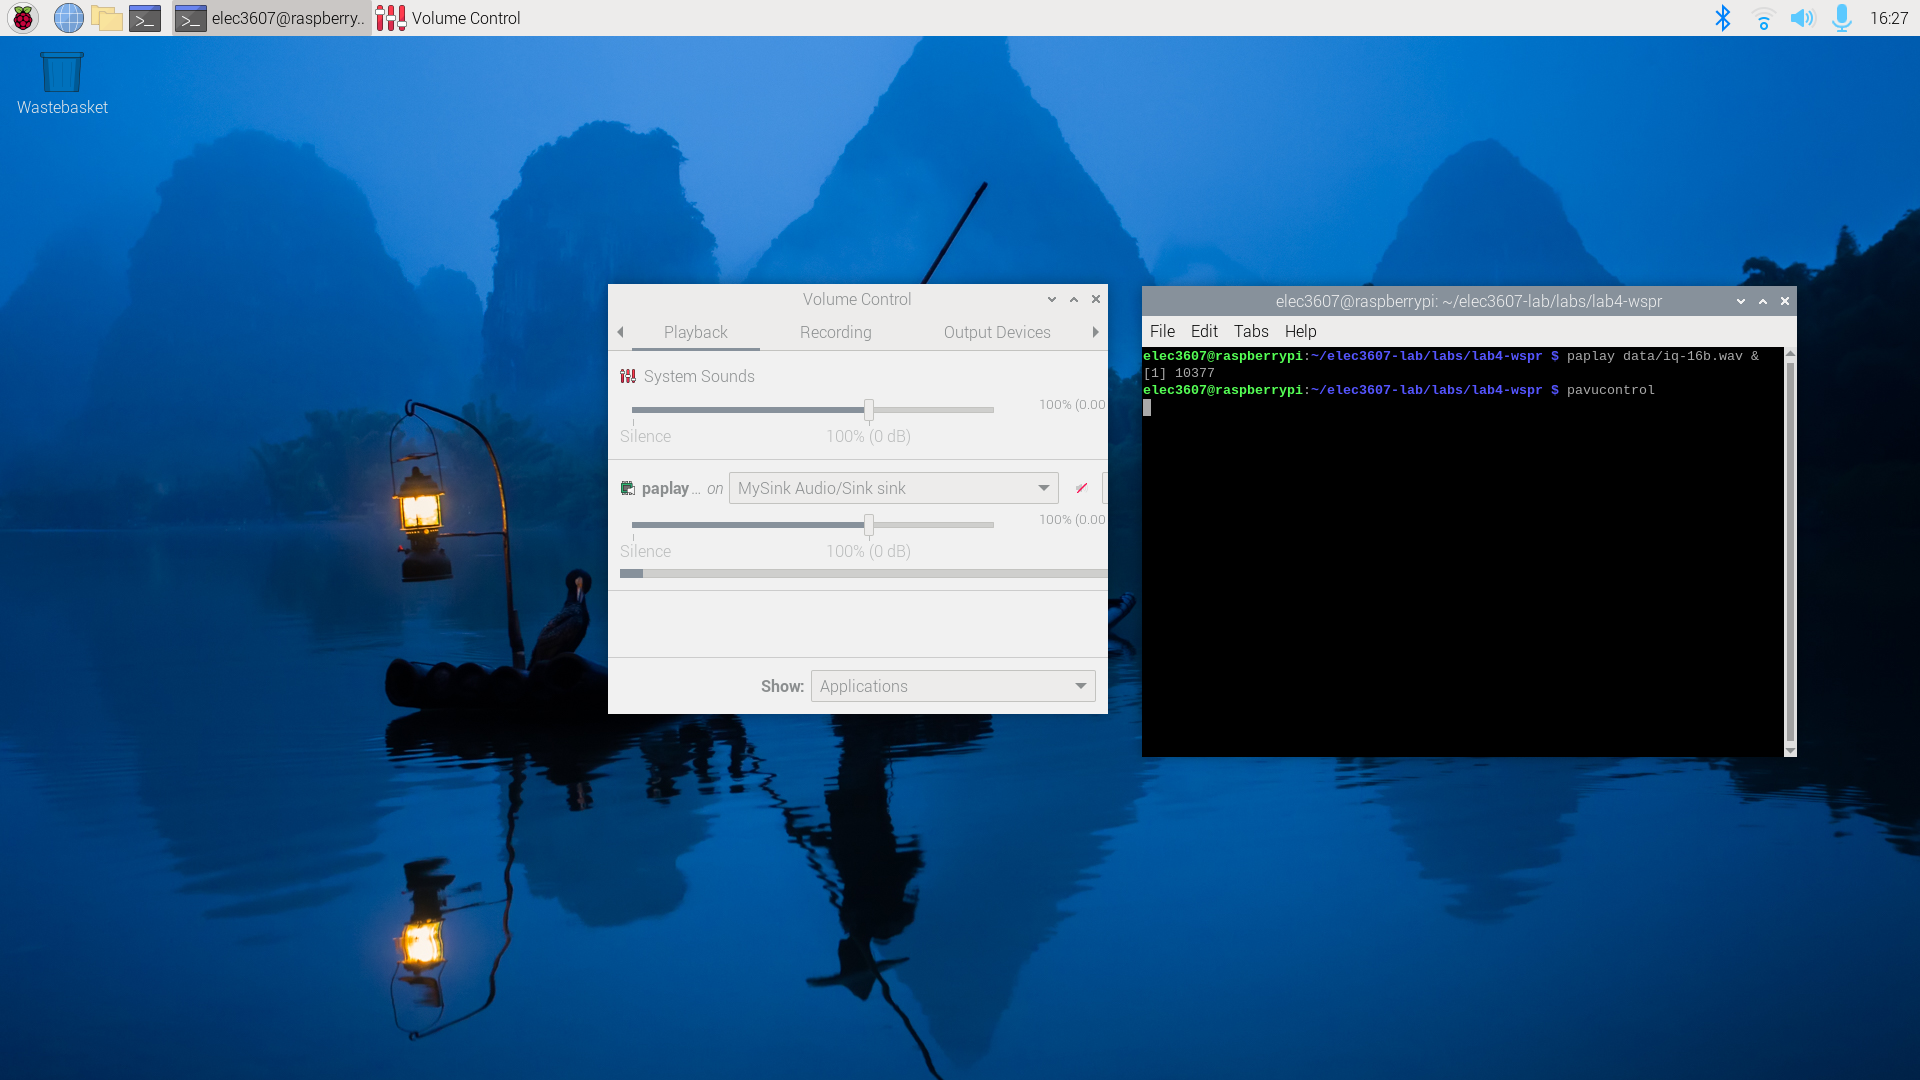 elec3607@raspberry..
Volume Control
16:27
Wastebasket
Volume Control
Playback
Recording
Output Devices
System Sounds
100% (0.00
Silence
100% (0 dB)
paplay ... on
MySink Audio/Sink sink
100% (0.00
Silence
100% (0 dB)
Show:
Applications
elec3607@raspberrypi: ~/elec3607-lab/labs/lab4-wspr
File Edit Tabs Help
elec3607@raspberrypi:~/elec3607-lab/labs/lab4-wspr $ paplay data/iq-16b.wav &
[1] 10377
elec3607@raspberrypi:~/elec3607-lab/labs/lab4-wspr $ pavucontrol